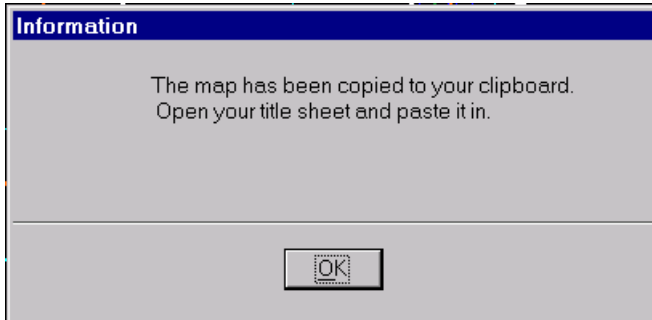 Information
The map has been copied to your clipboard.
Open your title sheet and paste it in.
OK